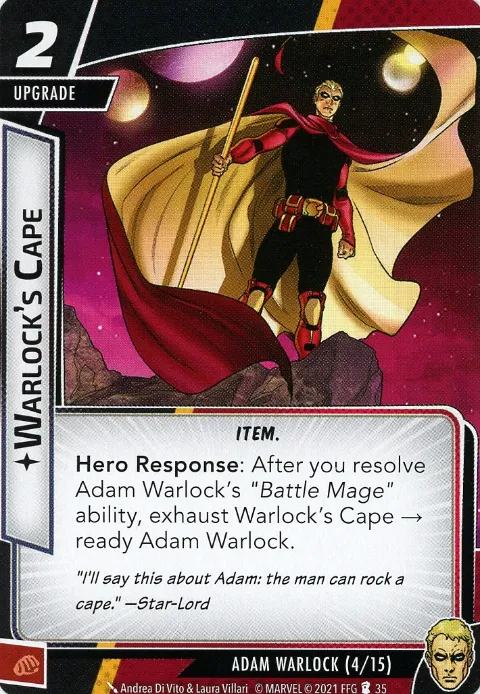 2
UPGRADE
WARLOCK'S CAPE
ITEM.
Hero Response: After you resolve
Adam Warlock's "Battle Mage"
ability, exhaust Warlock's Cape →
ready Adam Warlock.
"I'll say this about Adam: the man can rock a
cape." —Star-Lord
ADAM WARLOCK (4/15)
Andrea Di Vito & Laura Villari © MARVEL © 2021 FFG 35